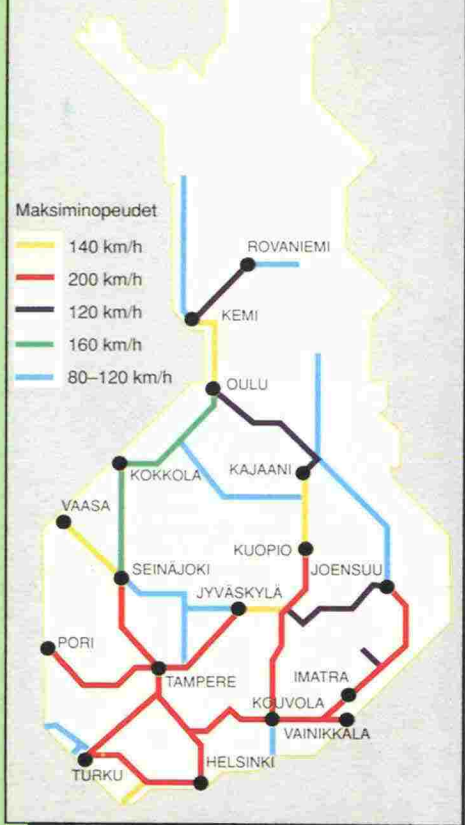 Maksiminopeudet
140 km/h
200 km/h
120 km/h
160 km/h
80–120 km/h
ROVANIEMI
KEMI
OULU
KOKKOLA
KAJAANI
VAASA
KUOPIO
SEINÄJOKI
JOENSUU
JYVÄSKYLÄ
PORI
TAMPERE
IMATRA
KOUVOLA
VAINIKKALA
HELSINKI
TURKU